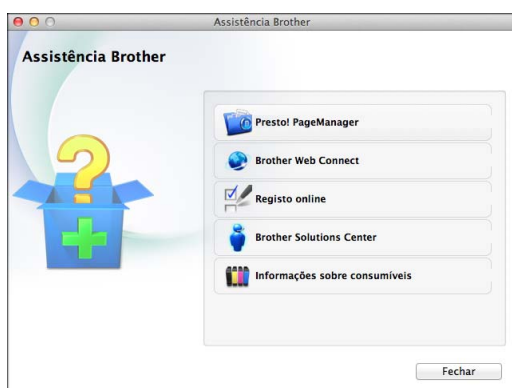 Assistência Brother
Assistência Brother
Presto! PageManager
Brother Web Connect
Registo online
Brother Solutions Center
Informações sobre consumíveis
Fechar